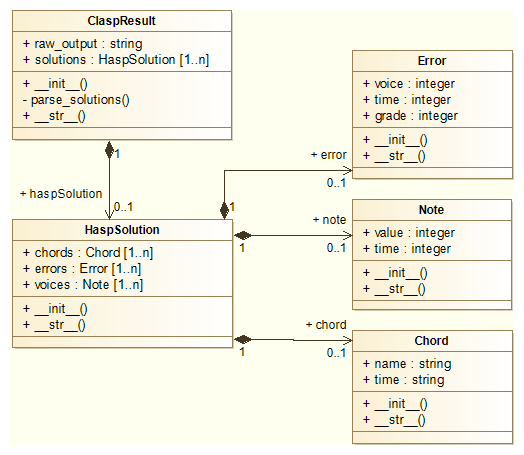 ClaspResult
+ raw_output : string
+ solutions : HaspSolution [1..n]
+ __init__()
- parse_solutions()
+ __str__()
1
+ haspSolution
0..1
HaspSolution
+ chords : Chord [1..n]
+ errors : Error [1..n]
+ voices : Note [1..n]
+ __init__()
+ __str__()
1
+ error
0..1
1
+ note
0..1
1
+ chord
0..1
Error
+ voice : integer
+ time : integer
+ grade : integer
+ __init__()
+ __str__()
Note
+ value : integer
+ time : integer
+ __init__()
+ __str__()
Chord
+ name : string
+ time : string
+ __init__()
+ __str__()